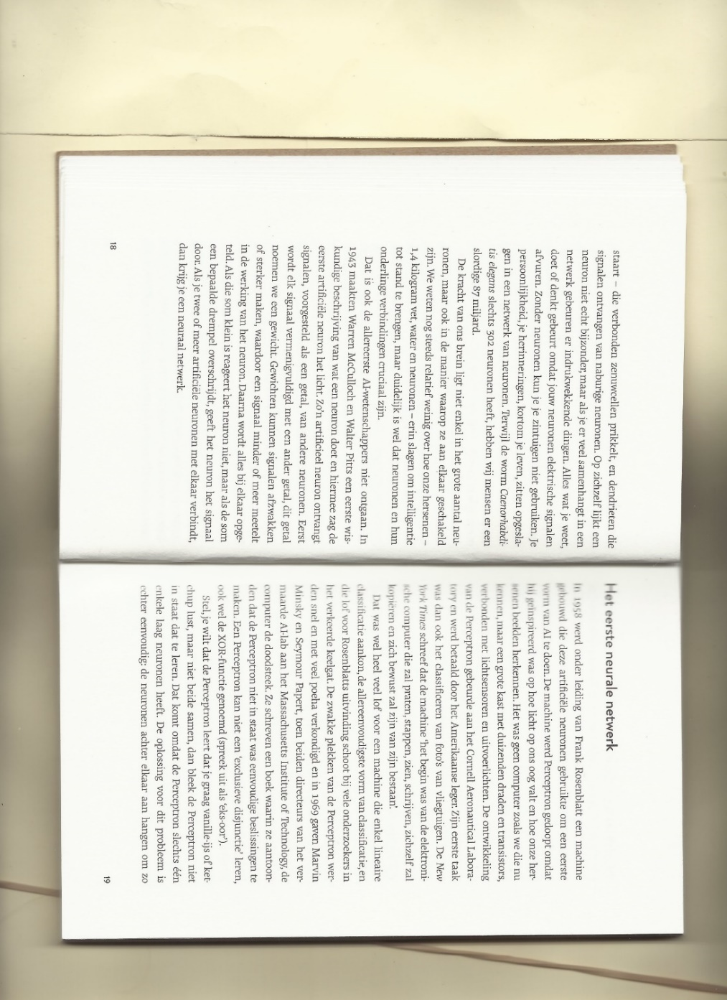 staart – die verbonden zenuwcellen prikkelt, en dendrieten die
signalen ontvangen van naburige neuronen. Op zichzelf lijkt een
neuron niet echt bijzonder, maar als je er veel samenhangt in een
netwerk gebeuren er indrukwekkende dingen. Alles wat je weet,
doet of denkt gebeurt omdat jouw neuronen elektrische signalen
afvuren. Zonder neuronen kun je je zintuigen niet gebruiken. Je
persoonlijkheid, je herinneringen, kortom je leven, zitten opgesla-
gen in een netwerk van neuronen. Terwijl de worm Caenorhabdi-
tis elegans slechts 302 neuronen heeft, hebben wij mensen er een
slordige 87 miljard.
De kracht van ons brein ligt niet enkel in het grote aantal neu-
ronen, maar ook in de manier waarop ze aan elkaar geschakeld
zijn. We weten nog steeds relatief weinig over hoe onze hersenen –
1,4 kilogram vet, water en neuronen – erin slagen om intelligentie
tot stand te brengen, maar duidelijk is wel dat neuronen en hun
onderlinge verbindingen cruciaal zijn.
Dat is ook de allereerste AI-wetenschappers niet ontgaan. In
1943 maakten Warren McCulloch en Walter Pitts een eerste wis-
kundige beschrijving van wat een neuron doet en hiermee zag de
eerste artificiële neuron het licht. Zo'n artificieel neuron ontvangt
signalen, voorgesteld als een getal, van andere neuronen. Eerst
wordt elk signaal vermenigvuldigd met een ander getal, dit getal
noemen we een gewicht. Gewichten kunnen signalen afzwakken
of sterker maken, waardoor een signaal minder of meer meetelt
in de werking van het neuron. Daarna wordt alles bij elkaar opge-
teld. Als die som klein is reageert het neuron niet, maar als de som
een bepaalde drempel overschrijdt, geeft het neuron het signaal
door. Als je twee of meer artificiële neuronen met elkaar verbindt,
dan krijg je een neuraal netwerk.
18
Het eerste neurale netwerk
In 1958 werd onder leiding van Frank Rosenblatt een machine
gebouwd die deze artificiële neuronen gebruikte om een eerste
vorm van AI te doen. De machine werd Perceptron gedoopt omdat
hij geïnspireerd was op hoe licht op ons oog valt en hoe onze her-
senen beelden herkennen. Het was geen computer zoals we die nu
kennen, maar een grote kast met duizenden draden en transistors,
verbonden met lichtsensoren en uitvoerlichten. De ontwikkeling
van de Perceptron gebeurde aan het Cornell Aeronautical Labora-
tory en werd betaald door het Amerikaanse leger. Zijn eerste taak
was dan ook het classificeren van foto's van vliegtuigen. De New
York Times schreef dat de machine 'het begin was van de elektroni-
sche computer die zal praten, stappen, zien, schrijven, zichzelf zal
kopiëren en zich bewust zal zijn van zijn bestaan'.
Dat was wel heel veel lof voor een machine die enkel lineaire
classificatie aankon, de allereenvoudigste vorm van classificatie, en
die lof voor Rosenblatts uitvinding schoot bij vele onderzoekers in
het verkeerde keelgat. De zwakke plekken van de Perceptron wer-
den snel en met veel poeha verkondigd en in 1969 gaven Marvin
Minsky en Seymour Papert, toen beiden directeurs van het ver-
maarde AI-lab aan het Massachusetts Institute of Technology, de
computer de doodsteek. Ze schreven een boek waarin ze aantoon-
den dat de Perceptron niet in staat was eenvoudige beslissingen te
maken. Een Perceptron kan niet een 'exclusieve disjunctie' leren,
ook wel de XOR-functie genoemd (spreek uit als 'eks-oor').
Stel, je wilt dat de Perceptron leert dat je graag vanille-ijs of ket-
chup lust, maar niet beide samen, dan bleek de Perceptron niet
in staat dat te leren. Dat komt omdat de Perceptron slechts één
enkele laag neuronen heeft. De oplossing voor dit probleem is
echter eenvoudig: de neuronen achter elkaar aan hangen om zo
19